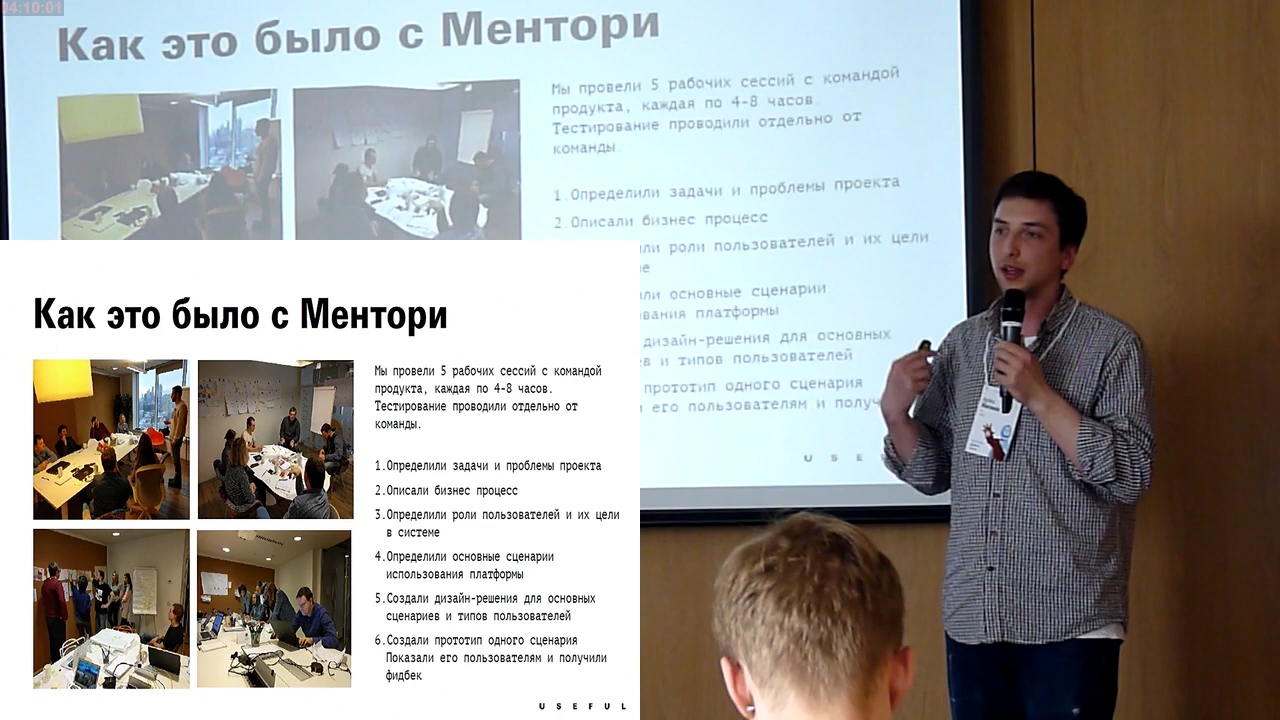 04:10:01
Как это было с Ментори
Мы провели 5 рабочих сессий с командой
продукта, каждая по 4-8 часов.
Тестирование проводили отдельно от
команды.
1.Определили задачи и проблемы проекта
2.Описали бизнес процесс
ли роли пользователей и их цели
е
ли основные сценарии
вания платформы
дизайн-решения для основных
в и типов пользователей
прототип одного сценария
его пользователям и получ
U S E
Как это было с Ментори
Мы провели 5 рабочих сессий с командой
продукта, каждая по 4-8 часов.
Тестирование проводили отдельно от
команды.
1.Определили задачи и проблемы проекта
2.Описали бизнес процесс
3.Определили роли пользователей и их цели
в системе
4.Определили основные сценарии
использования платформы
5.Создали дизайн-решения для основных
сценариев и типов пользователей
6.Создали прототип одного сценария
Показали его пользователям и получили
фидбек
U S E F U L